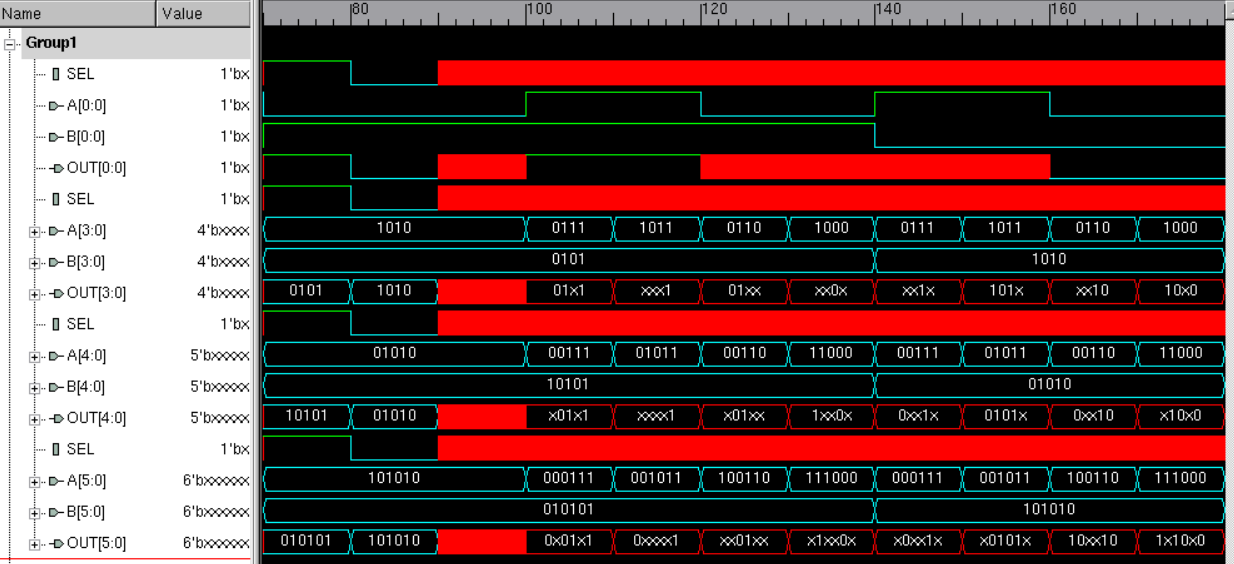 Name Value 80 100 120 140 160
Group1
SEL 1'bx
A[0:0] 1'bx
B[0:0] 1'bx
OUT[0:0] 1'bx
SEL 1'bx
A[3:0] 4'bxxxx 1010 0111 1011 0110 1000 0111 1011 0110 1000
B[3:0] 4'bxxxx 0101 1010
OUT[3:0] 4'bxxxx 0101 1010 01x1 xxx1 01xx xx0x xx1x 101x xx10 10x0
SEL 1'bx
A[4:0] 5'bxxxxx 01010 00111 01011 00110 11000 00111 01011 00110 11000
B[4:0] 5'bxxxxx 10101 01010
OUT[4:0] 5'bxxxxx 10101 01010 x01x1 xxxx1 x01xx 1xx0x 0xx1x 0101x 0xx10 x10x0
SEL 1'bx
A[5:0] 6'bxxxxxx 101010 000111 001011 100110 111000 000111 001011 100110 111000
B[5:0] 6'bxxxxxx 010101 101010
OUT[5:0] 6'bxxxxxx 010101 101010 0x01x1 0xxxx1 xx01xx x1xx0x x0xx1x x0101x 10xx10 1x10x0